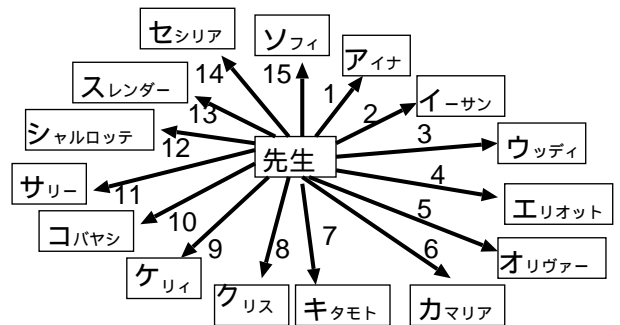 先生
1
アイナ
2
イーサン
3
ウッディ
4
エリオット
5
オリヴァー
6
カマリア
7
キタモト
8
クリス
9
ケリィ
10
コバヤシ
11
サリー
12
シャルロッテ
13
スレンダー
14
セシリア
15
ソフィ